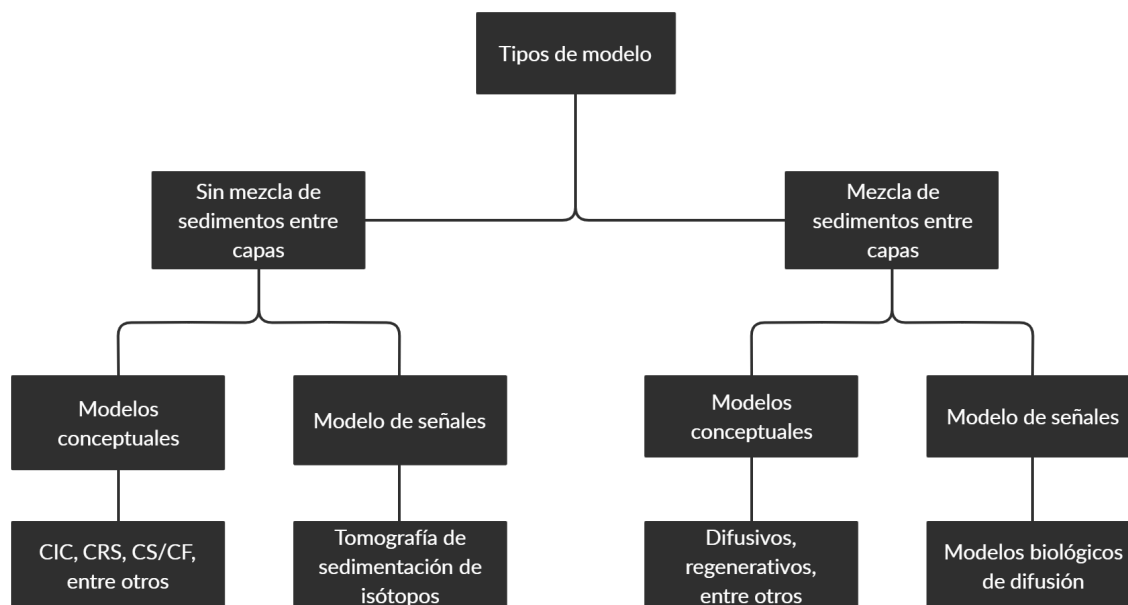 Tipos de modelo
Sin mezcla de
sedimentos entre
capas
Mezcla de
sedimentos entre
capas
Modelos
conceptuales
Modelo de señales
Modelos
conceptuales
Modelo de señales
CIC, CRS, CS/CF,
entre otros
Tomografía de
sedimentación de
isótopos
Difusivos,
regenerativos,
entre otros
Modelos biológicos
de difusión